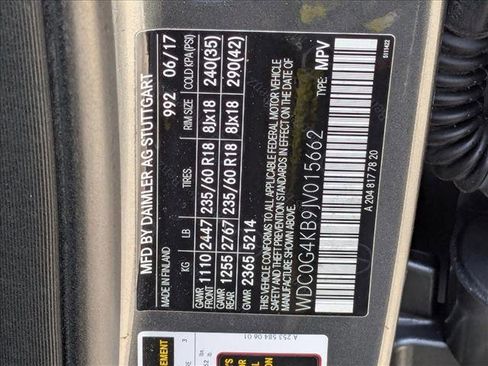 MFD BY DAIMLER AG STUTTGART
MADE IN FINLAND 992 06/17
KG LB TIRES: RIM SIZE COLD KPA(PSI)
GAWR FRONT 1110 2447 235/60 R18 8JX18 240(35)
GAWR REAR 1255 2767 235/60 R18 8JX18 290(42)
GVWR 2365 5214
THIS VEHICLE CONFORMS TO ALL APPLICABLE FEDERAL MOTOR VEHICLE
SAFETY AND THEFT PREVENTION STANDARDS IN EFFECT ON THE DATE OF
MANUFACTURE SHOWN ABOVE.
WDC0G4KB9JV015662 TYPE: MPV
A 204 817 78 20
5111422
A 253 584 06 01